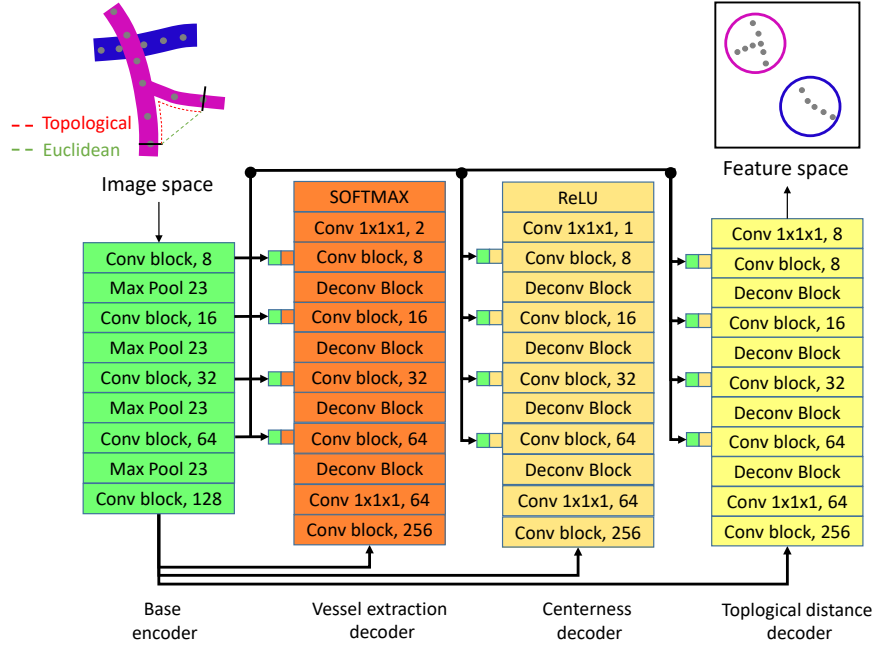 Topological
Euclidean
Image space
Feature space
Conv block, 8
Max Pool 23
Conv block, 16
Max Pool 23
Conv block, 32
Max Pool 23
Conv block, 64
Max Pool 23
Conv block, 128
SOFTMAX
Conv 1x1x1, 2
Conv block, 8
Deconv Block
Conv block, 16
Deconv Block
Conv block, 32
Deconv Block
Conv block, 64
Deconv Block
Conv 1x1x1, 64
Conv block, 256
ReLU
Conv 1x1x1, 1
Conv block, 8
Deconv Block
Conv block, 16
Deconv Block
Conv block, 32
Deconv Block
Conv block, 64
Deconv Block
Conv 1x1x1, 64
Conv block, 256
Conv 1x1x1, 8
Conv block, 8
Deconv Block
Conv block, 16
Deconv Block
Conv block, 32
Deconv Block
Conv block, 64
Deconv Block
Conv 1x1x1, 64
Conv block, 256
Base
encoder
Vessel extraction
decoder
Centerness
decoder
Toplogical distance
decoder